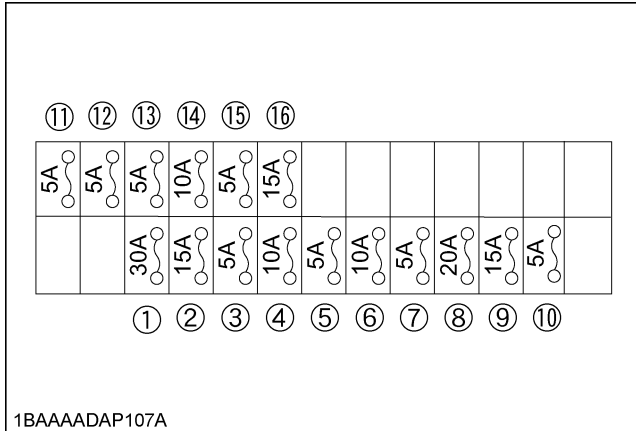 ⑪ ⑫ ⑬ ⑭ ⑮ ⑯
5A 5A 5A 10A 5A 15A
30A 15A 5A 10A 5A 10A 5A 20A 15A 5A
① ② ③ ④ ⑤ ⑥ ⑦ ⑧ ⑨ ⑩
1BAAAADAP107A